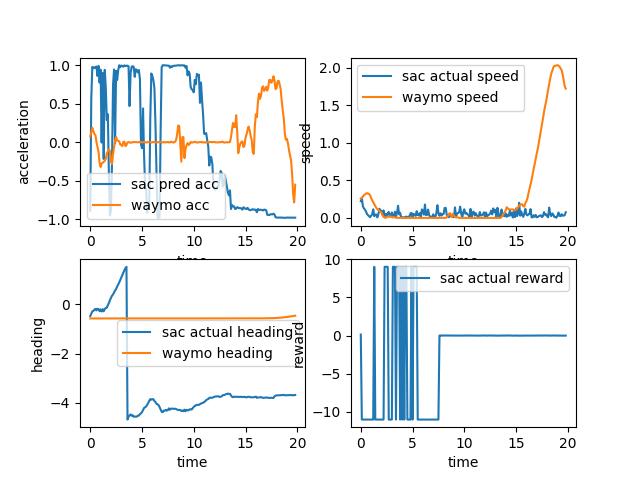 acceleration
1.0
0.5
0.0
−0.5
−1.0
sac pred acc
waymo acc
0 5 10 15 20
time
speed
2.0
1.5
1.0
0.5
0.0
sac actual speed
waymo speed
0 5 10 15 20
time
heading
0
−2
−4
sac actual heading
waymo heading
0 5 10 15 20
time
reward
10
5
0
−5
−10
sac actual reward
0 5 10 15 20
time